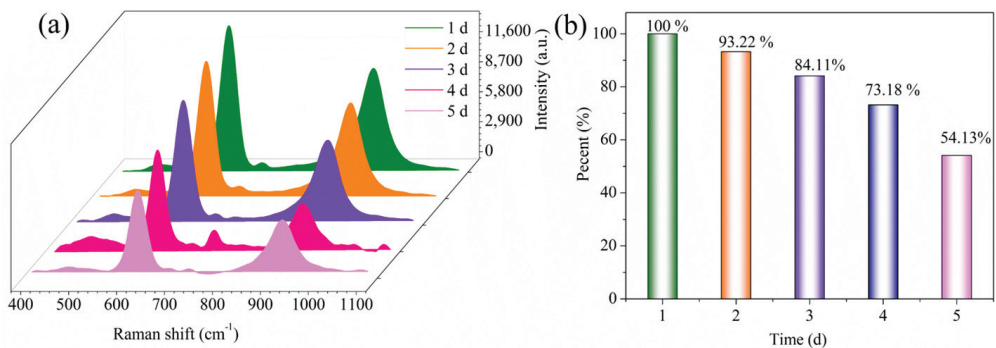 (a)
1 d
2 d
3 d
4 d
5 d
11,600
8,700
5,800
2,900
0
Intensity (a.u.)
400 500 600 700 800 900 1000 1100
Raman shift (cm⁻¹)
(b)
100
80
60
40
20
0
Pecent (%)
100 %
93.22 %
84.11%
73.18 %
54.13%
1 2 3 4 5
Time (d)